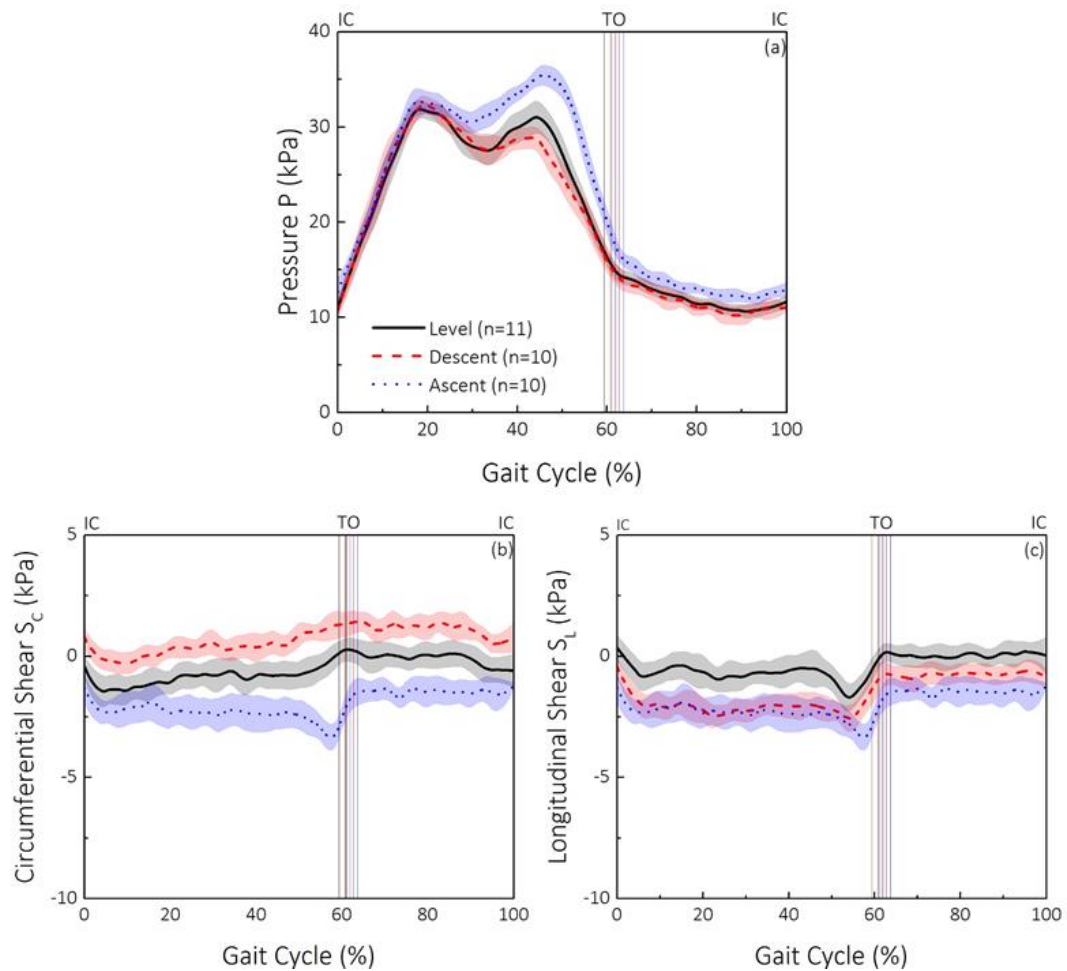 IC TO IC
(a)
40
30
20
10
0
Pressure P (kPa)
Level (n=11)
Descent (n=10)
Ascent (n=10)
0 20 40 60 80 100
Gait Cycle (%)
IC TO IC
(b)
5
0
-5
-10
Circumferential Shear S_C (kPa)
0 20 40 60 80 100
Gait Cycle (%)
IC TO IC
(c)
5
0
-5
-10
Longitudinal Shear S_L (kPa)
0 20 40 60 80 100
Gait Cycle (%)